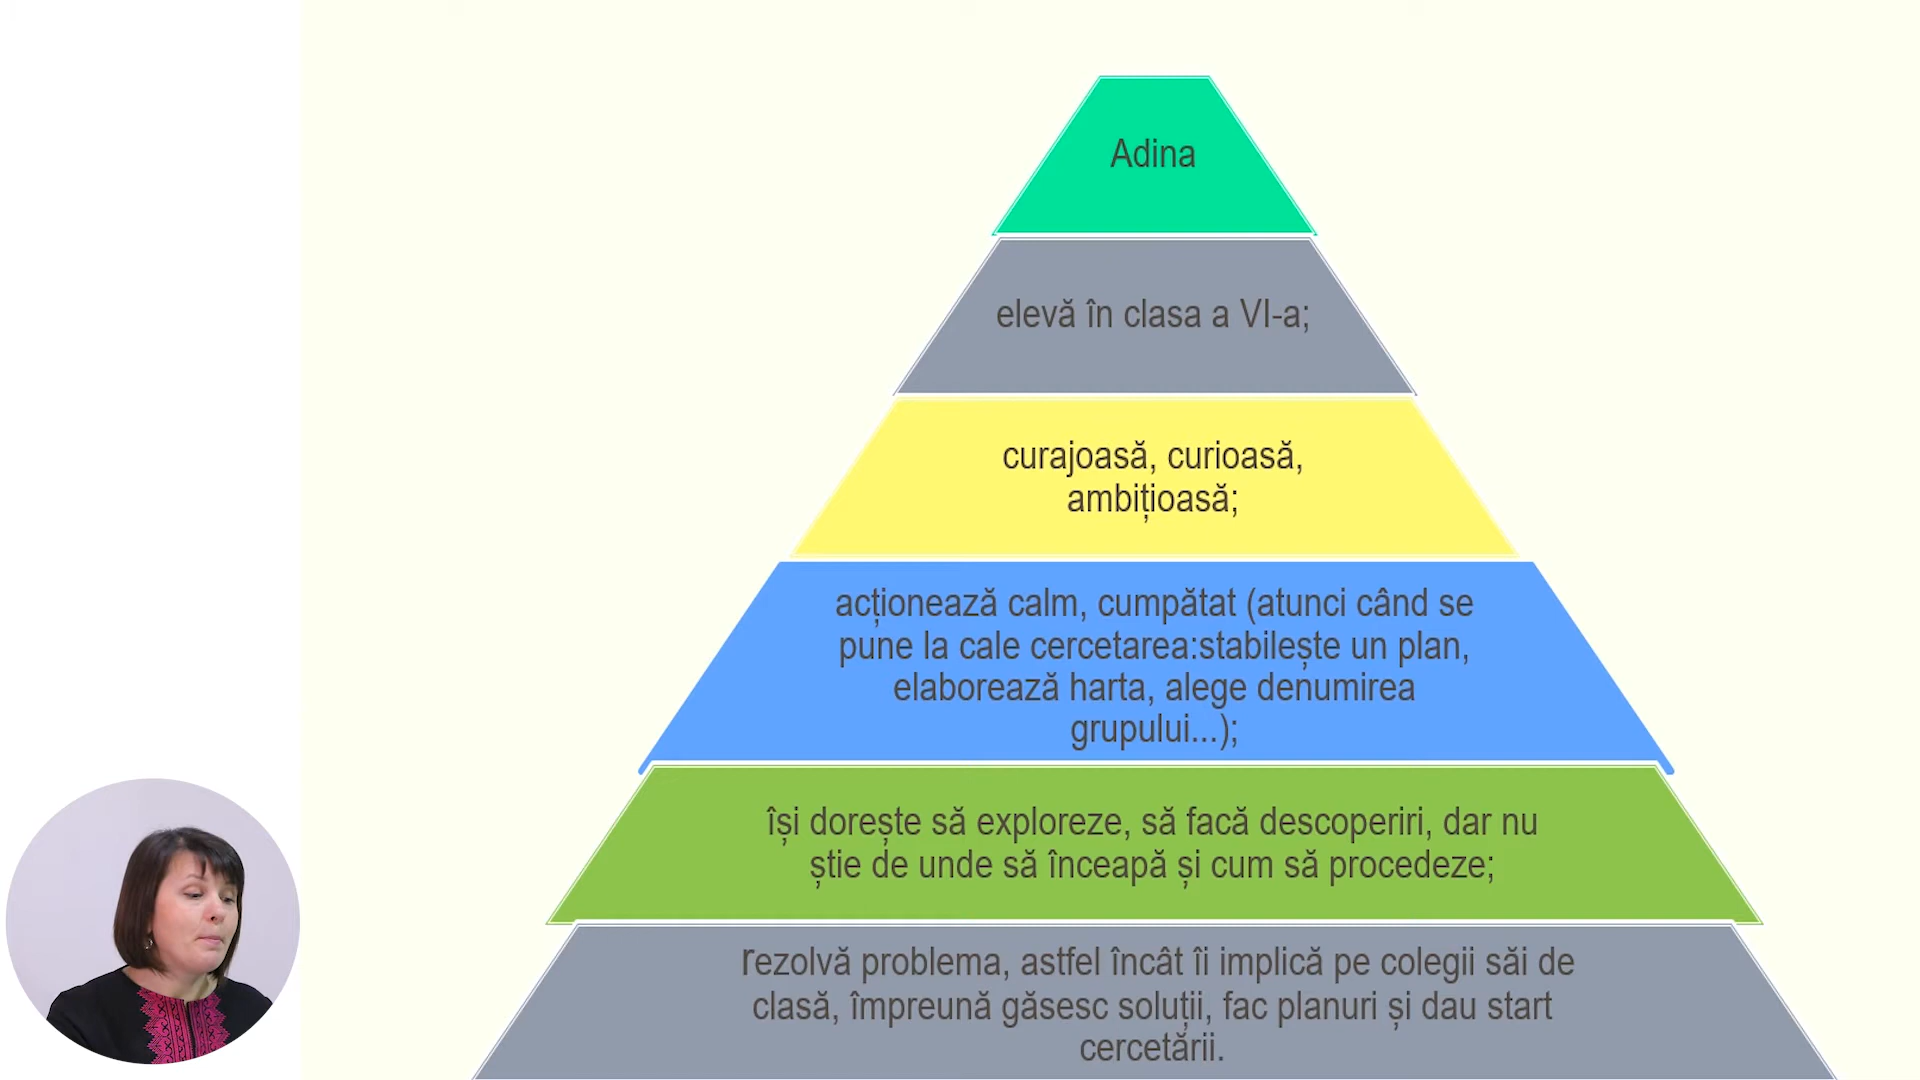 Adina
elevă în clasa a VI-a;
curajoasă, curioasă,
ambițioasă;
acționează calm, cumpătat (atunci când se
pune la cale cercetarea:stabilește un plan,
elaborează harta, alege denumirea
grupului...);
își dorește să exploreze, să facă descoperiri, dar nu
știe de unde să înceapă și cum să procedeze;
rezolvă problema, astfel încât îi implică pe colegii săi de
clasă, împreună găsesc soluții, fac planuri și dau start
cercetării.